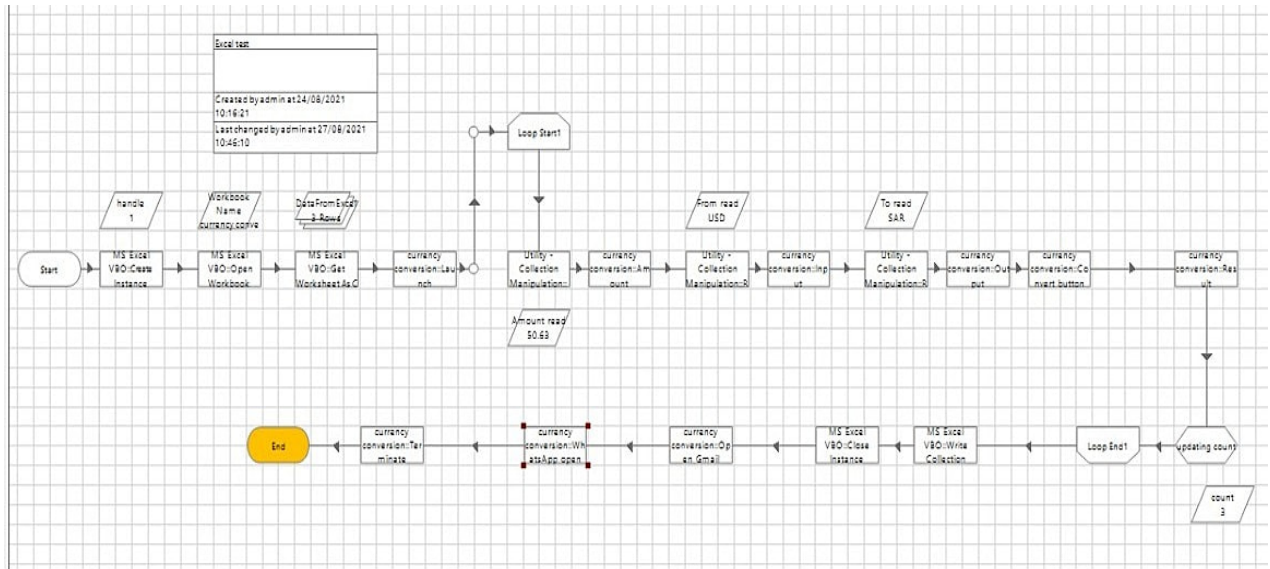 Excel test
Created by admin at 24/08/2021
10:16:21
Last changed by admin at 27/08/2021
10:45:10
Loop Start1
handle
1
Workbook
Name
currency.conve
DataFromExcel
3 Rows
From read
USD
To read
SAR
Start
MS Excel
VBO::Create
Instance
MS Excel
VBO::Open
Workbook
MS Excel
VBO::Get
Worksheet As C
currency
conversion::Lau
nch
Utility -
Collection
Manipulation::
currency
conversion::Am
ount
Utility -
Collection
Manipulation::R
currency
conversion::Inp
ut
Utility -
Collection
Manipulation::R
currency
conversion::Out
put
currency
conversion::Co
nvert button
currency
conversion::Res
ult
Amount read
50.63
End
currency
conversion::Ter
minate
currency
conversion::Wh
atsApp open
currency
conversion::Op
en Gmail
MS Excel
VBO::Close
Instance
MS Excel
VBO::Write
Collection
Loop End1
updating count
count
3